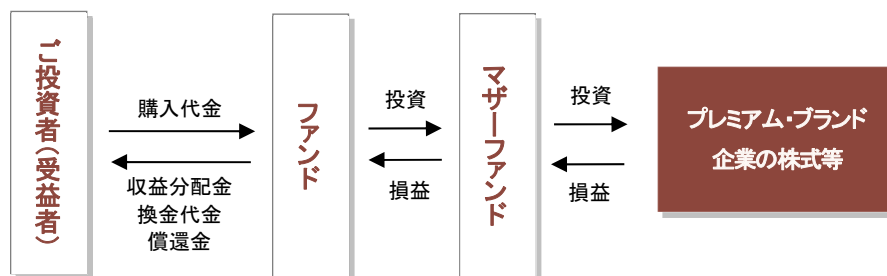 ご投資者(受益者)
購入代金
収益分配金
換金代金
償還金
ファンド
投資
損益
マザーファンド
投資
損益
プレミアム・ブランド
企業の株式等